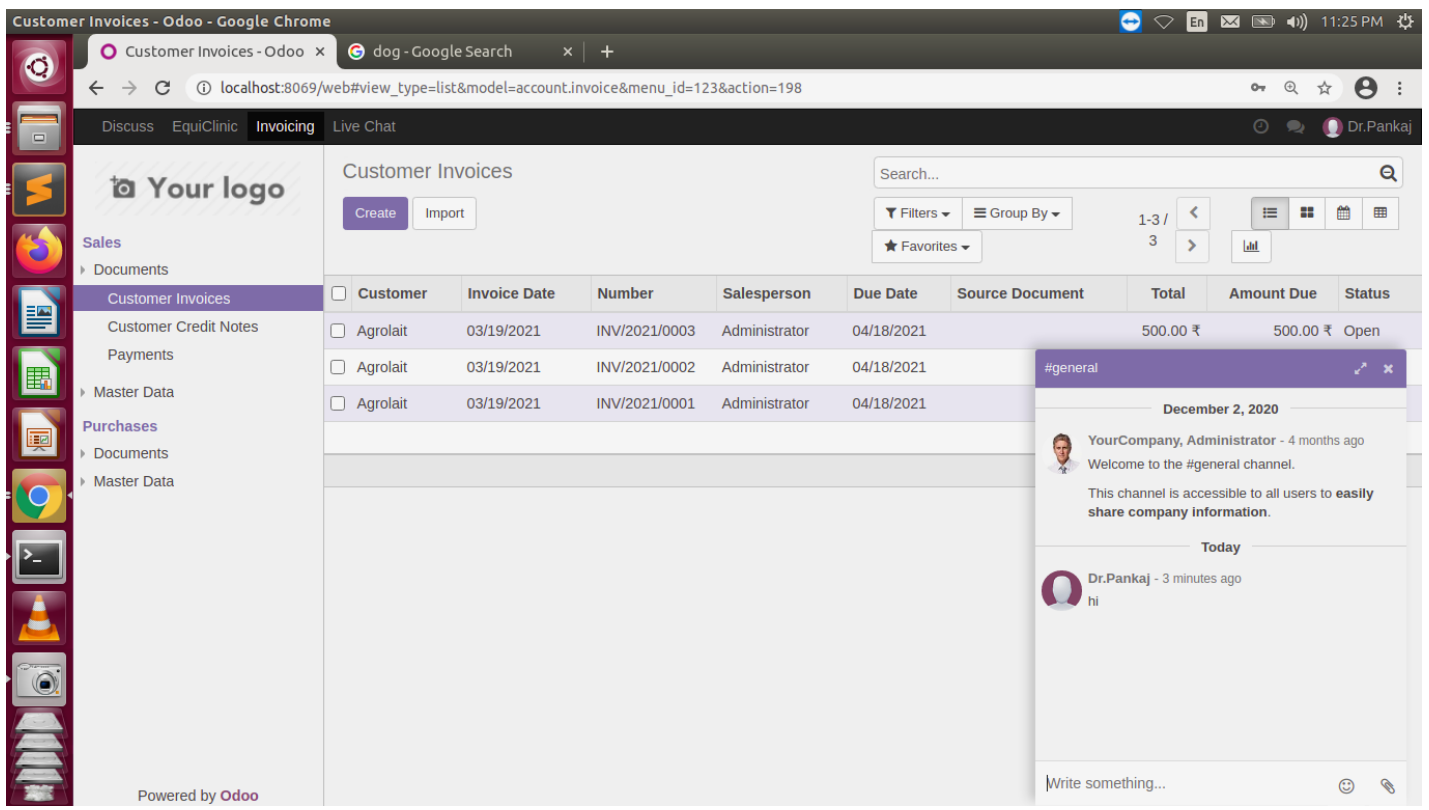 Customer Invoices - Odoo - Google Chrome
En
11:25 PM
Customer Invoices - Odoo ×
dog - Google Search ×
+
localhost:8069/web#view_type=list&model=account.invoice&menu_id=123&action=198
Discuss EquiClinic Invoicing Live Chat
Dr.Pankaj
Your logo
Sales
Documents
Customer Invoices
Customer Credit Notes
Payments
Master Data
Purchases
Documents
Master Data
Powered by Odoo
Customer Invoices
Search...
Create Import
Filters Group By
Favorites
1-3 /
3
Customer Invoice Date Number Salesperson Due Date Source Document Total Amount Due Status
Agrolait 03/19/2021 INV/2021/0003 Administrator 04/18/2021 500.00 ₹ 500.00 ₹ Open
Agrolait 03/19/2021 INV/2021/0002 Administrator 04/18/2021
Agrolait 03/19/2021 INV/2021/0001 Administrator 04/18/2021
#general
December 2, 2020
YourCompany, Administrator - 4 months ago
Welcome to the #general channel.
This channel is accessible to all users to easily
share company information.
Today
Dr.Pankaj - 3 minutes ago
hi
Write something...